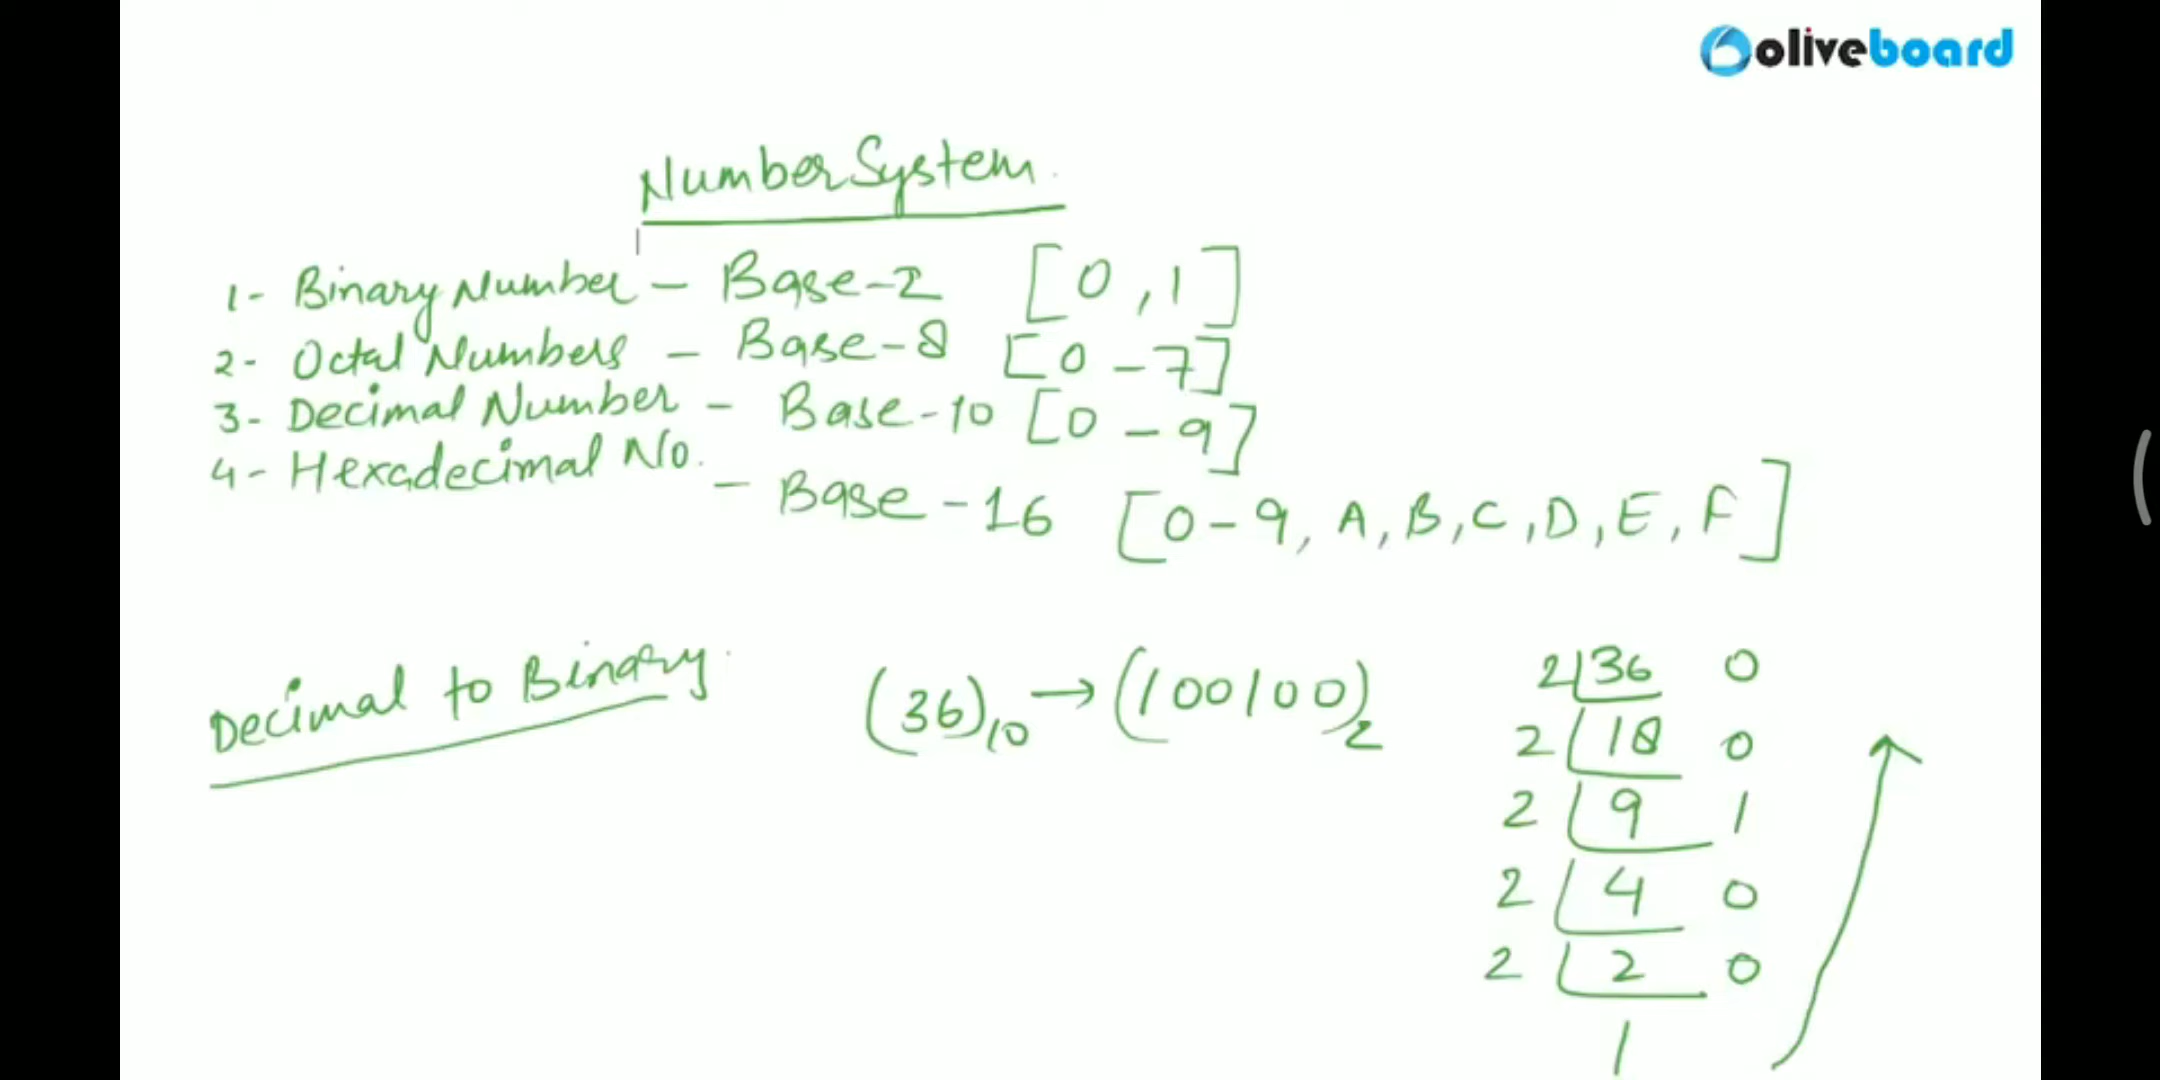 oliveboard
Number System.
1- Binary Number - Base-2 [0,1]
2- Octal Numbers - Base-8 [0-7]
3- Decimal Number - Base-10 [0-9]
4- Hexadecimal No. - Base-16 [0-9, A, B, C, D, E, F]
Decimal to Binary (36)₁₀ → (100100)₂
2 36 0
2 18 0
2 9 1
2 4 0
2 2 0
1